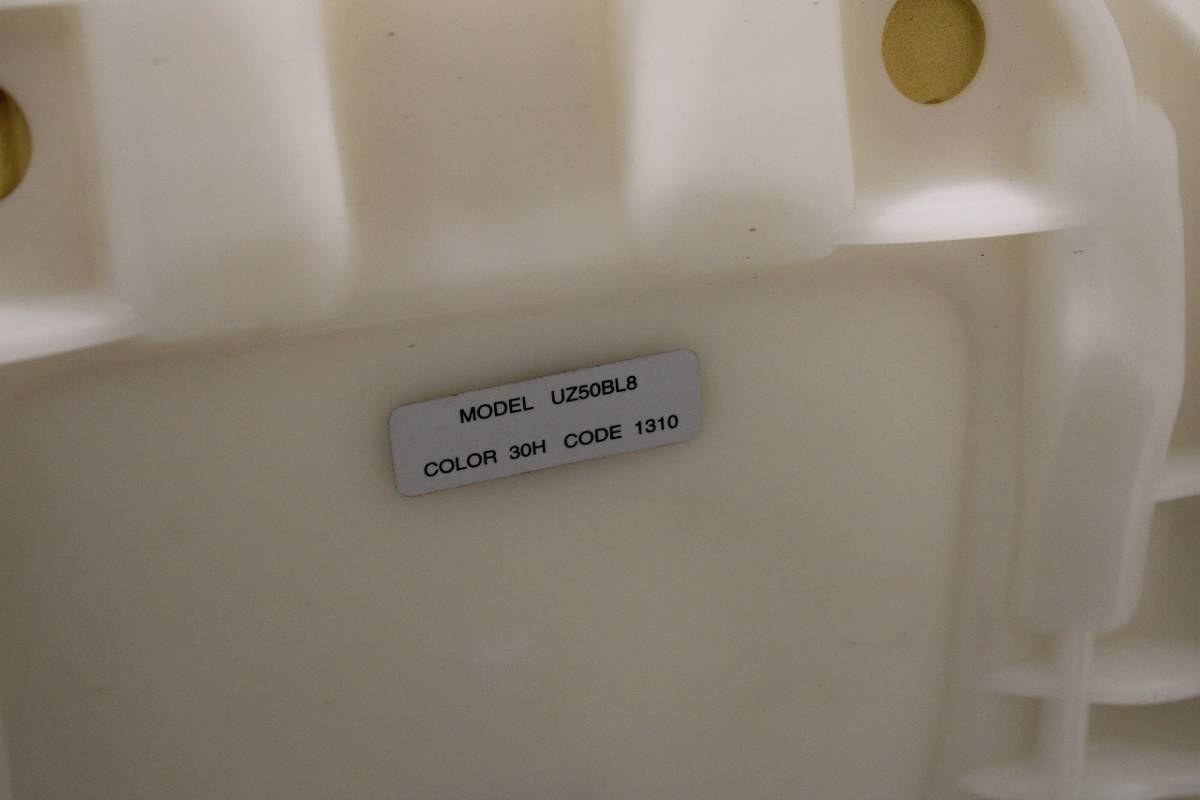 MODEL UZ50BL8
COLOR 30H CODE 1310